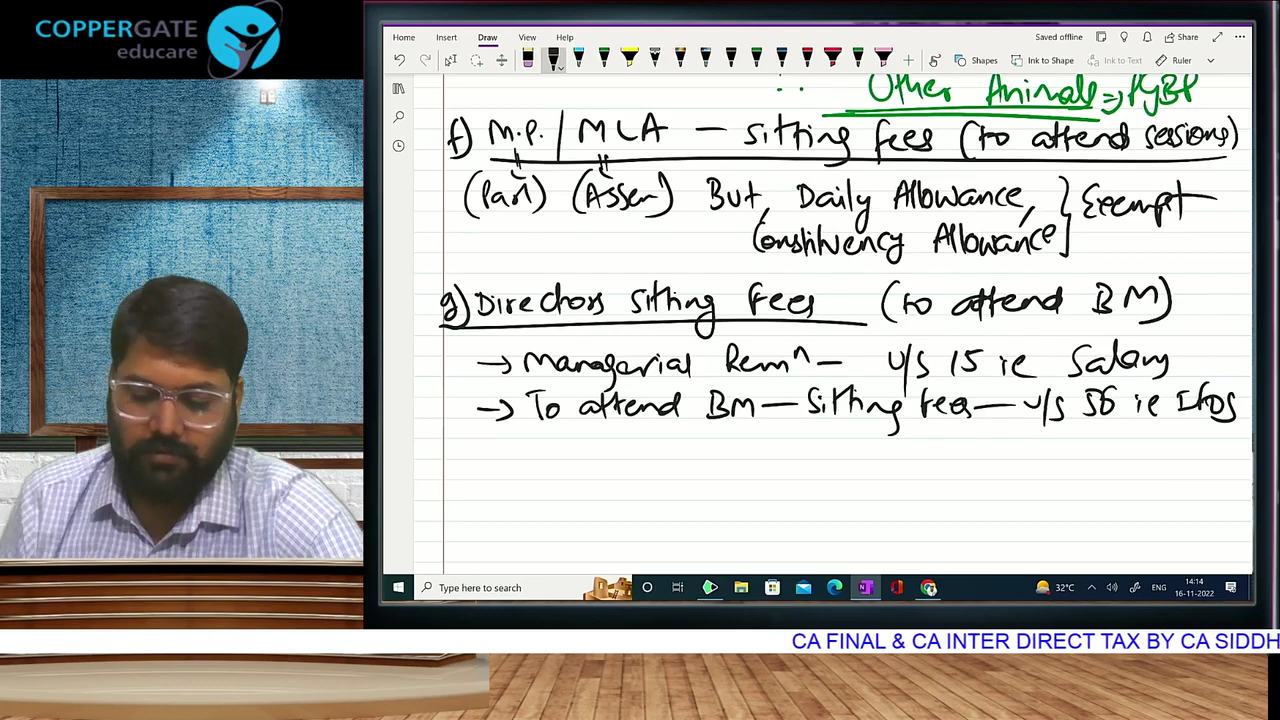 COPPERGATE
educare
Home Insert Draw View Help
Saved offline
Share
Shapes
Ink to Shape
Ink to Text
Ink to Math
Ruler
∴ Other Animals => PGBP
f) M.P. / MLA – Sitting fees (to attend sessions)
(Parl) (Assem) But, Daily Allowance, } Exempt
Constituency Allowance
g) Directors Sitting Fees (to attend BM)
→ Managerial Remn – u/s 15 ie Salary
→ To attend BM – Sitting fees – u/s 56 ie IFOS
Type here to search
32°C
ENG
14:14
16-11-2022
CA FINAL & CA INTER DIRECT TAX BY CA SIDDH